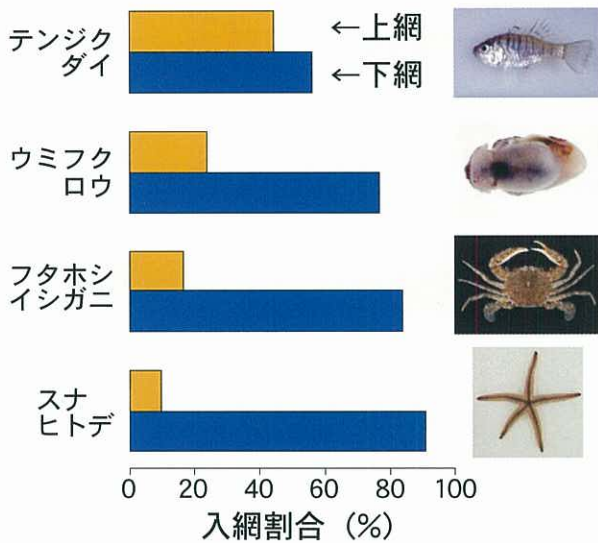 テンジク
ダイ
←上網
←下網
ウミフク
ロウ
フタホシ
イシガニ
スナ
ヒトデ
0 20 40 60 80 100
入網割合（%）